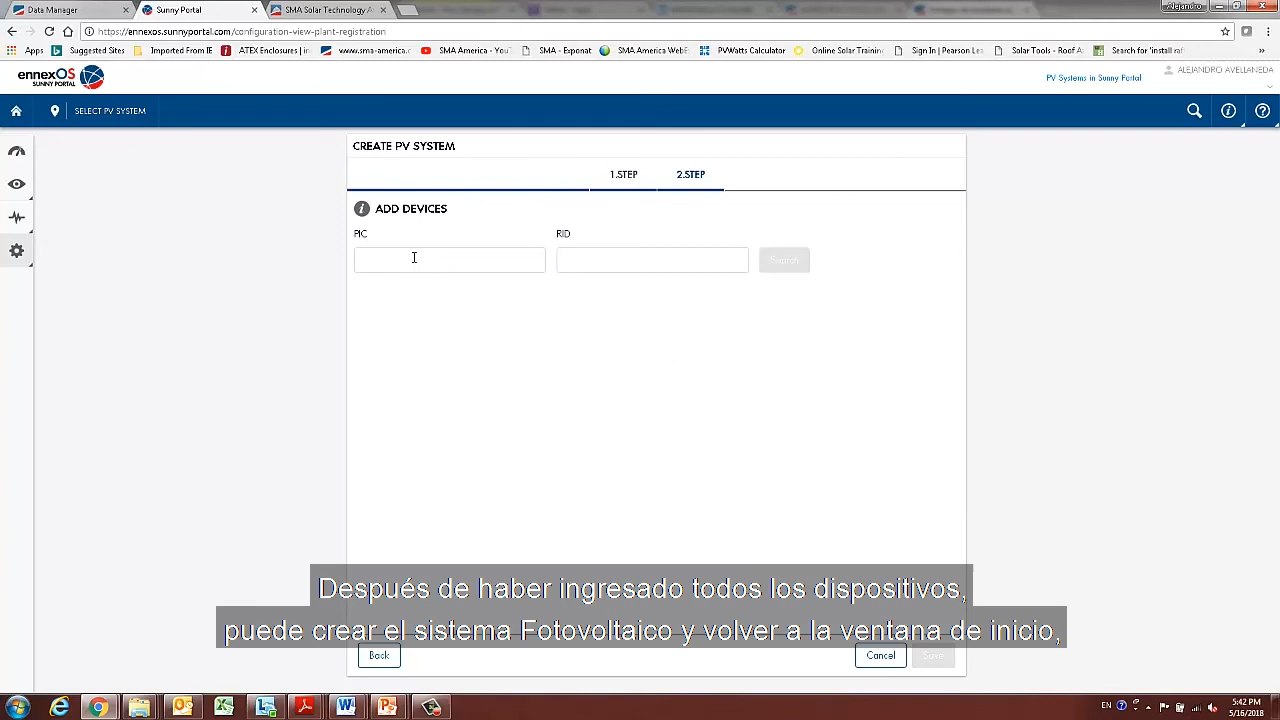 Data Manager
Sunny Portal
SMA Solar Technology A
Alejandro
https://ennexos.sunnyportal.com/configuration-view-plant-registration
Apps
Suggested Sites
Imported From IE
ATEX Enclosures | in
www.sma-america.c
SMA America - You
SMA - Exponat
SMA America WebE
PVWatts Calculator
Online Solar Training
Sign In | Pearson Lea
Solar Tools - Roof A
Search for 'install raf
»
ennexOS
SUNNY PORTAL
PV Systems in Sunny Portal
ALEJANDRO AVELLANEDA
SELECT PV SYSTEM
CREATE PV SYSTEM
1.STEP
2.STEP
ADD DEVICES
PIC
RID
Search
Después de haber ingresado todos los dispositivos,
puede crear el sistema Fotovoltaico y volver a la ventana de inicio,
Back
Cancel
Save
EN
5:42 PM
5/16/2018